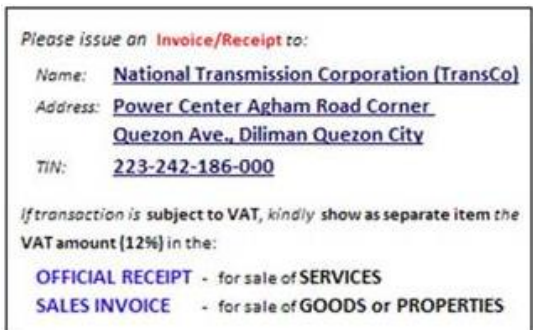 Please issue an Invoice/Receipt to:
Name: National Transmission Corporation (TransCo)
Address: Power Center Agham Road Corner
Quezon Ave., Diliman Quezon City
TIN: 223-242-186-000
If transaction is subject to VAT, kindly show as separate item the
VAT amount (12%) in the:
OFFICIAL RECEIPT - for sale of SERVICES
SALES INVOICE - for sale of GOODS or PROPERTIES